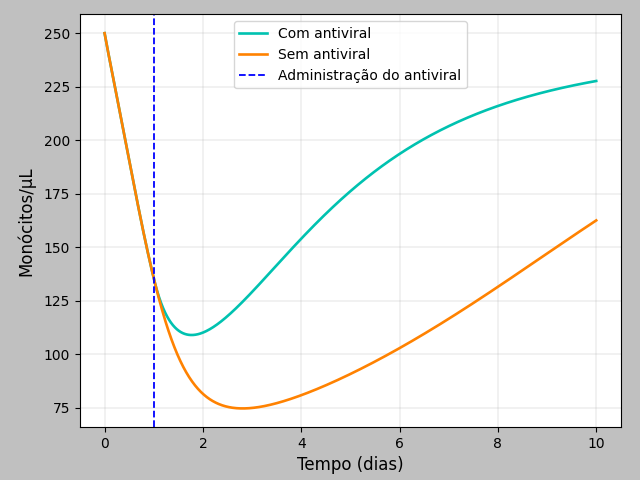 Com antiviral
Sem antiviral
Administração do antiviral
250
225
200
175
150
125
100
75
Monócitos/μL
0 2 4 6 8 10
Tempo (dias)